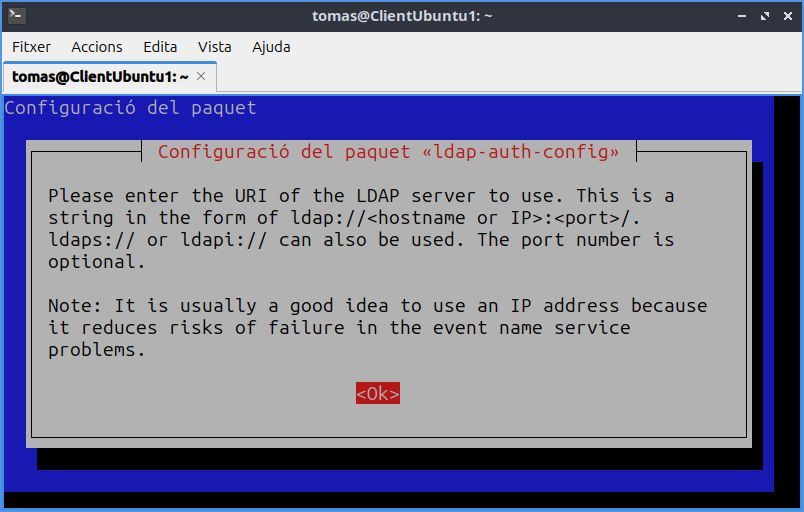 tomas@ClientUbuntu1: ~
Fitxer Accions Edita Vista Ajuda
tomas@ClientUbuntu1: ~
Configuració del paquet
Configuració del paquet «ldap-auth-config»
Please enter the URI of the LDAP server to use. This is a
string in the form of ldap://<hostname or IP>:<port>/.
ldaps:// or ldapi:// can also be used. The port number is
optional.
Note: It is usually a good idea to use an IP address because
it reduces risks of failure in the event name service
problems.
<Ok>